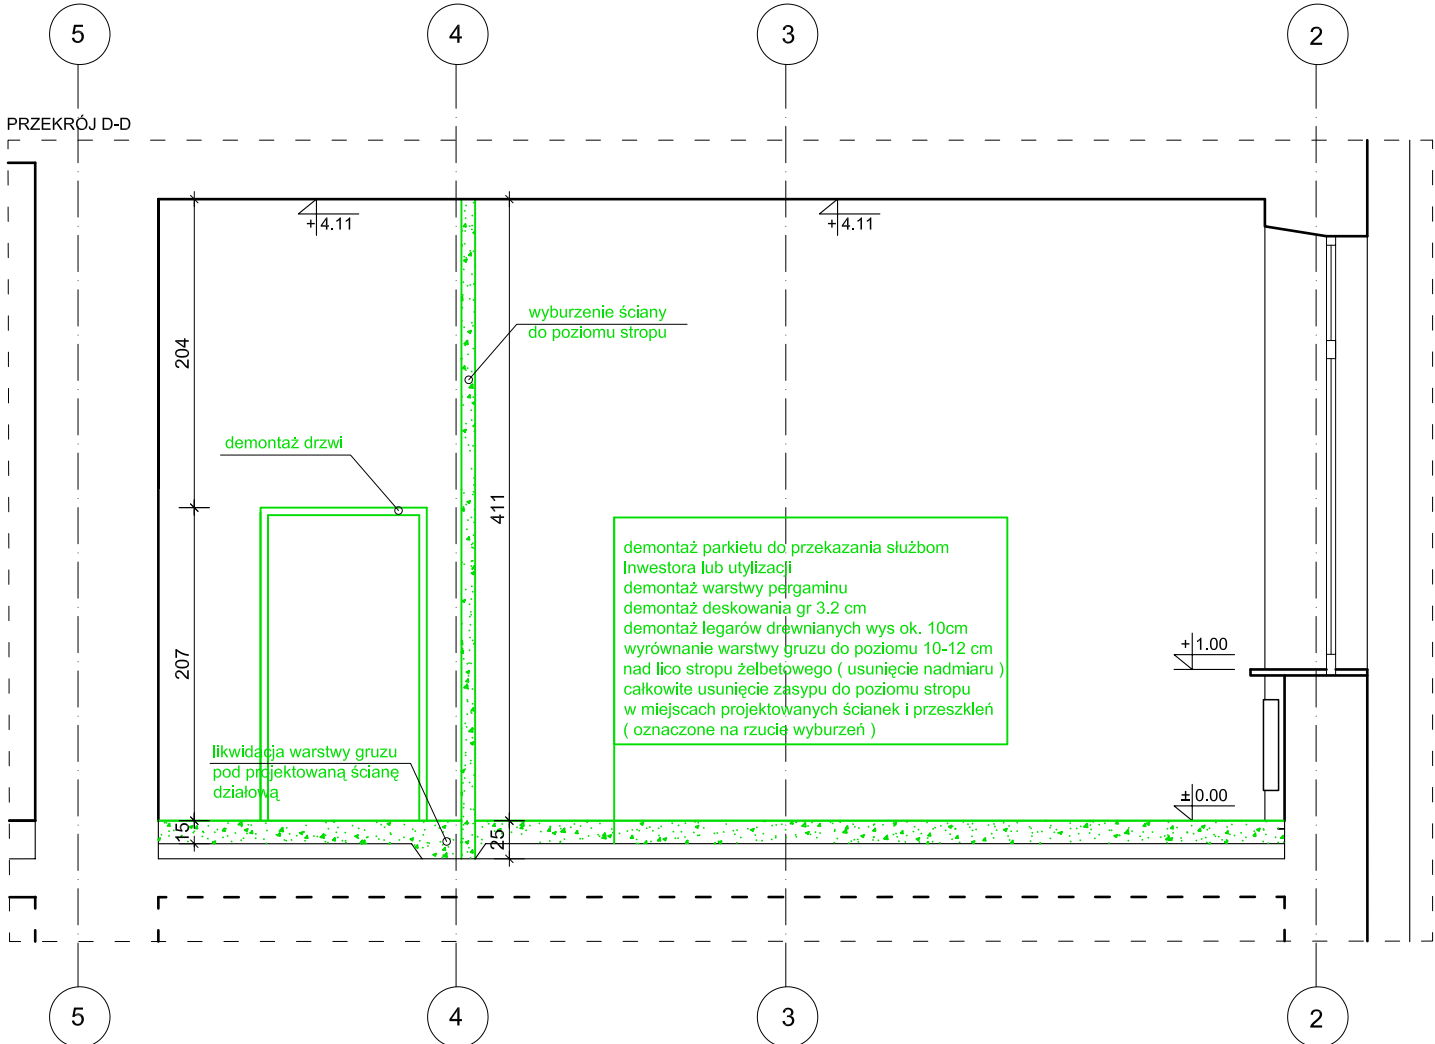 5
4
3
2
PRZEKRÓJ D-D
+4.11
+4.11
wyburzenie ściany
do poziomu stropu
204
demontaż drzwi
411
demontaż parkietu do przekazania służbom
Inwestora lub utylizacji
demontaż warstwy pergaminu
demontaż deskowania gr 3.2 cm
demontaż legarów drewnianych wys ok. 10cm
wyrównanie warstwy gruzu do poziomu 10-12 cm
nad lico stropu żelbetowego ( usunięcie nadmiaru )
całkowite usunięcie zasypu do poziomu stropu
w miejscach projektowanych ścianek i przeszkleń
( oznaczone na rzucie wyburzeń )
+1.00
207
likwidacja warstwy gruzu
pod projektowaną ścianę
działową
±0.00
15
25
5
4
3
2